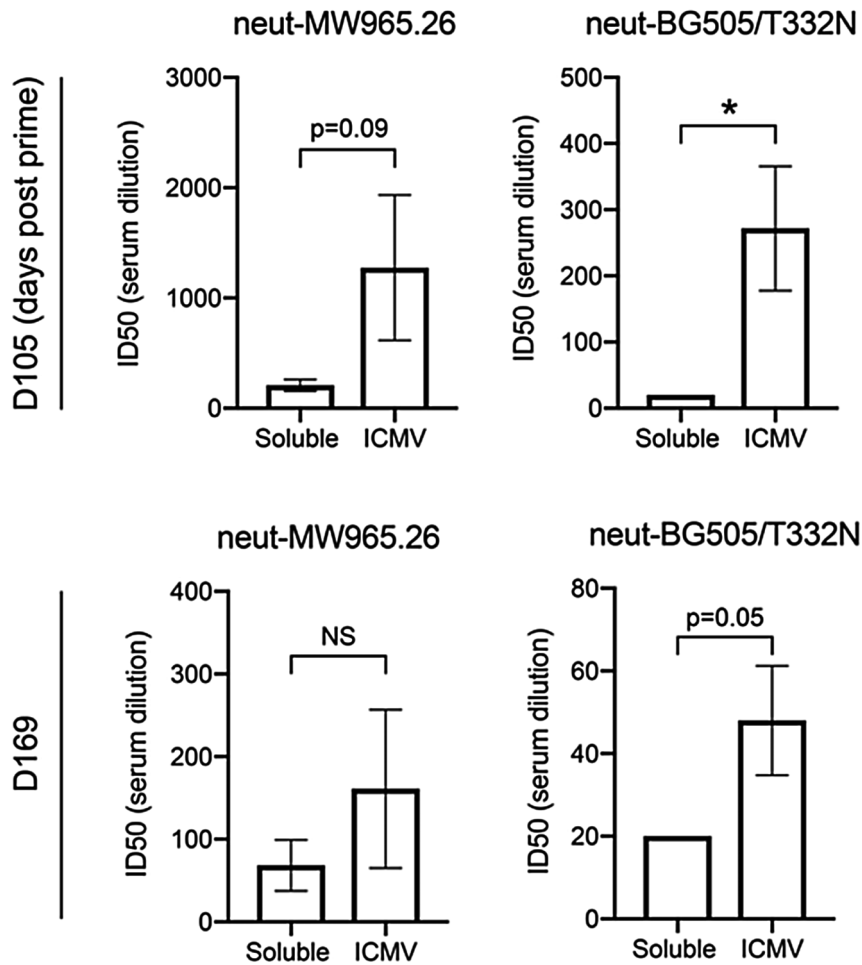 neut-MW965.26
neut-BG505/T332N
D105 (days post prime)
ID50 (serum dilution)
3000
2000
1000
0
p=0.09
Soluble ICMV
ID50 (serum dilution)
500
400
300
200
100
0
*
Soluble ICMV
neut-MW965.26
neut-BG505/T332N
D169
ID50 (serum dilution)
400
300
200
100
0
NS
Soluble ICMV
ID50 (serum dilution)
80
60
40
20
0
p=0.05
Soluble ICMV